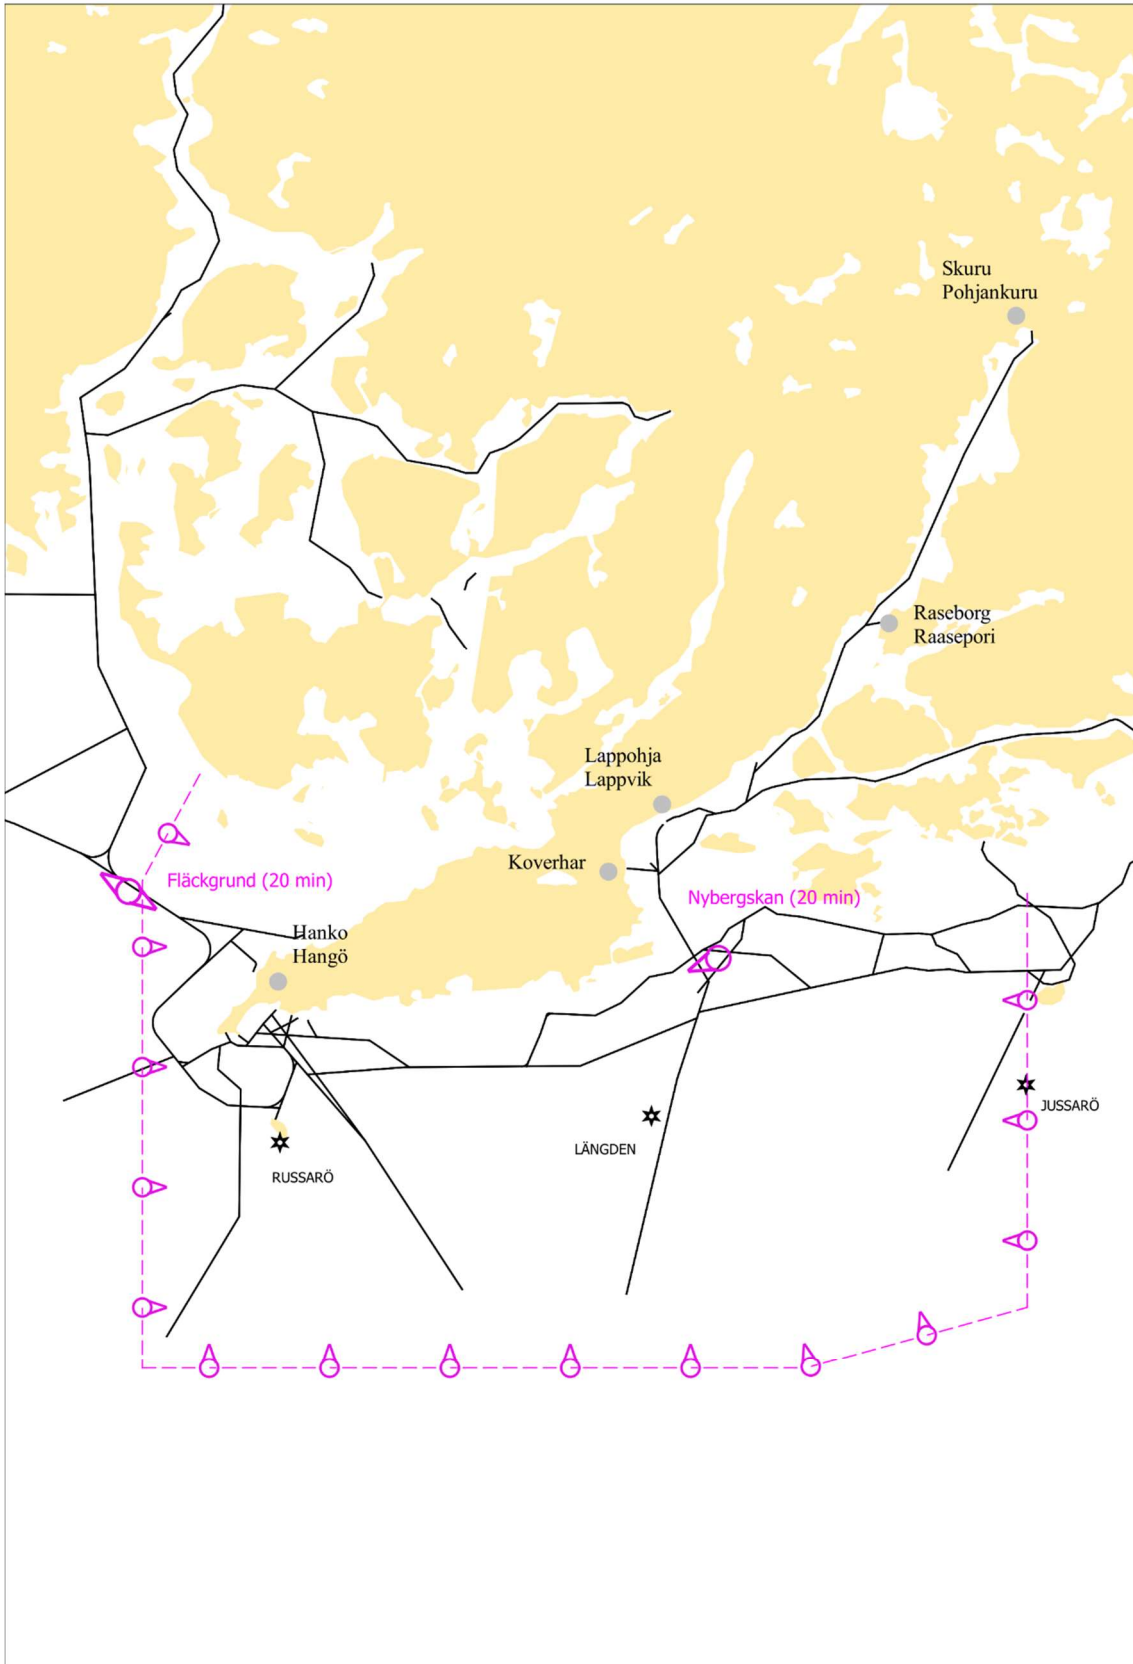 Skuru
Pohjankuru
Raseborg
Raasepori
Lappohja
Lappvik
Koverhar
Fläckgrund (20 min)
Nybergskan (20 min)
Hanko
Hangö
JUSSARÖ
LÄNGDEN
RUSSARÖ